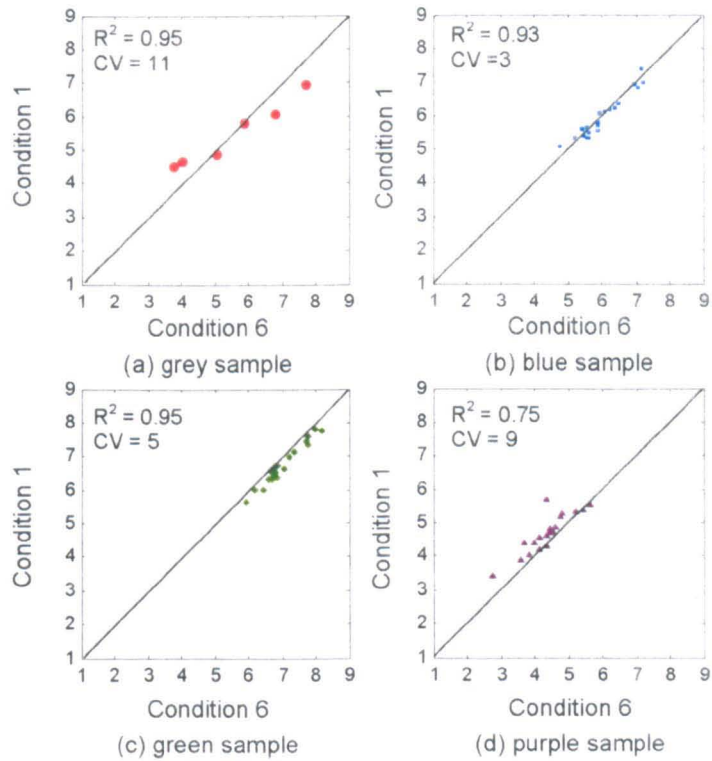 R² = 0.95
CV = 11
Condition 1
9
8
7
6
5
4
3
2
1
1 2 3 4 5 6 7 8 9
Condition 6
(a) grey sample
R² = 0.93
CV =3
Condition 1
9
8
7
6
5
4
3
2
1
1 2 3 4 5 6 7 8 9
Condition 6
(b) blue sample
R² = 0.95
CV = 5
Condition 1
9
8
7
6
5
4
3
2
1
1 2 3 4 5 6 7 8 9
Condition 6
(c) green sample
R² = 0.75
CV = 9
Condition 1
9
8
7
6
5
4
3
2
1
1 2 3 4 5 6 7 8 9
Condition 6
(d) purple sample